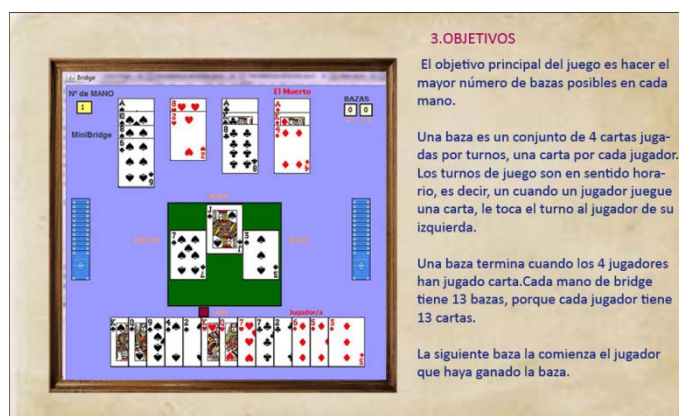 3.OBJETIVOS
El objetivo principal del juego es hacer el
mayor número de bazas posibles en cada
mano.
Una baza es un conjunto de 4 cartas juga-
das por turnos, una carta por cada jugador.
Los turnos de juego son en sentido hora-
rio, es decir, un cuando un jugador juegue
una carta, le toca el turno al jugador de su
izquierda.
Una baza termina cuando los 4 jugadores
han jugado carta.Cada mano de bridge
tiene 13 bazas, porque cada jugador tiene
13 cartas.
La siguiente baza la comienza el jugador
que haya ganado la baza.
Bridge
Nº de MANO
1
MiniBridge
El Muerto
BAZAS
0 0
Jugador/a